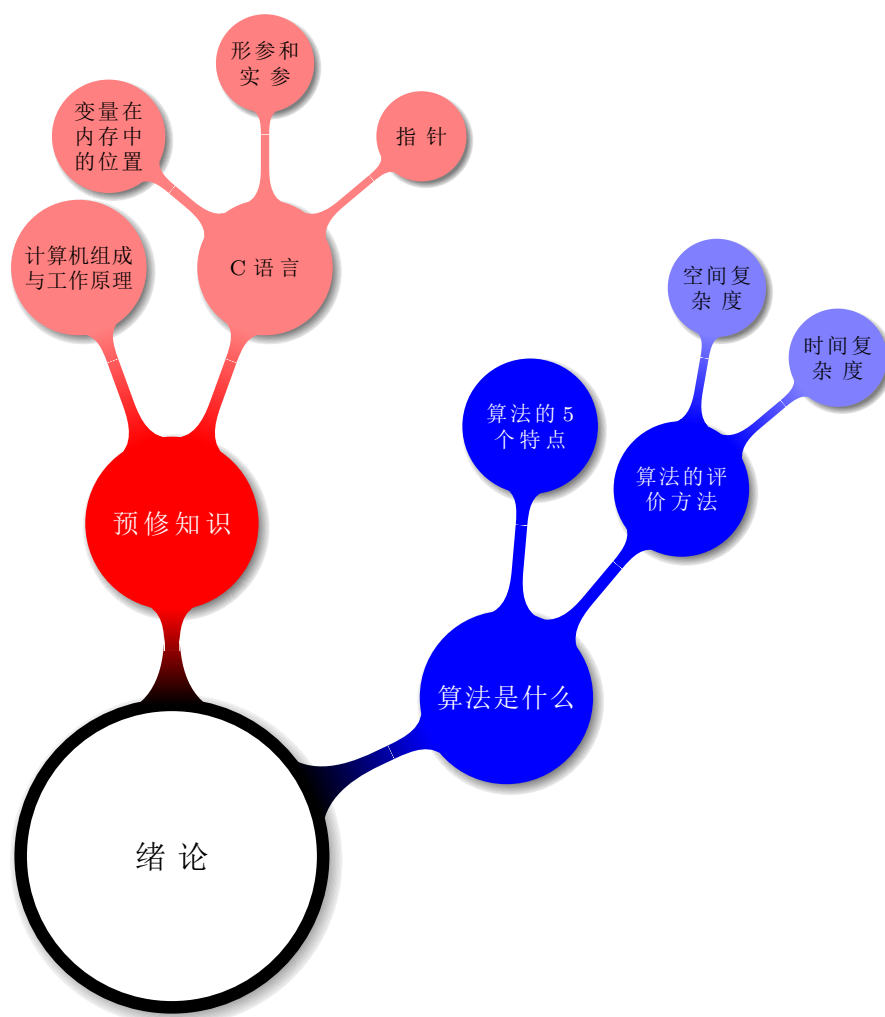 形参和
实参
变量在
内存中
的位置
指针
计算机组成
与工作原理
C 语言
空间复
杂度
时间复
杂度
算法的 5
个特点
算法的评
价方法
预修知识
算法是什么
绪论